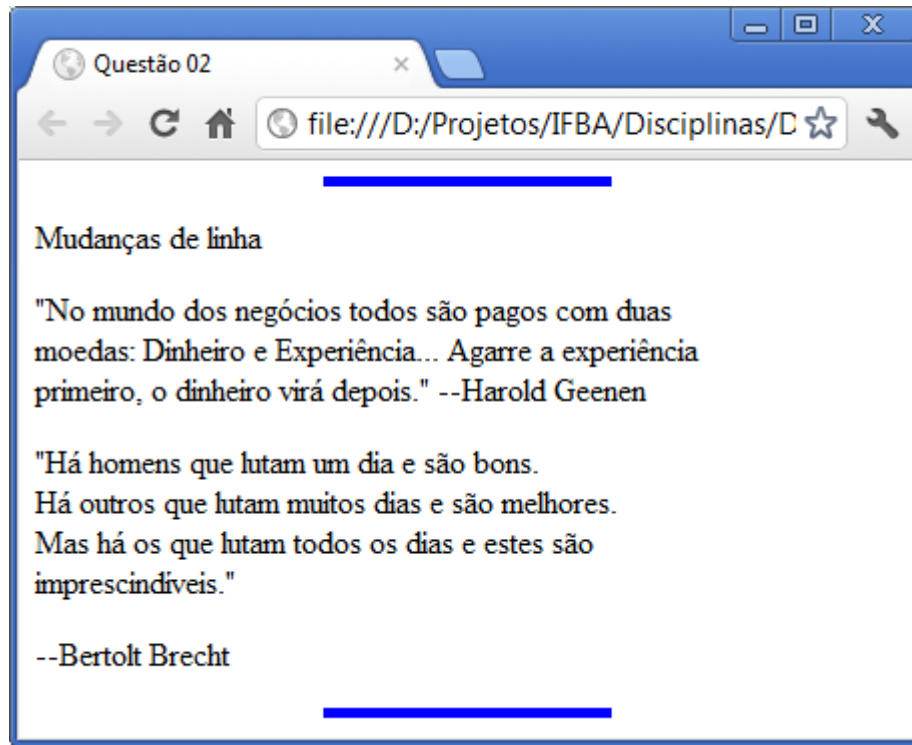 Questão 02
file:///D:/Projetos/IFBA/Disciplinas/D
Mudanças de linha
"No mundo dos negócios todos são pagos com duas
moedas: Dinheiro e Experiência... Agarre a experiência
primeiro, o dinheiro virá depois." --Harold Geenen
"Há homens que lutam um dia e são bons.
Há outros que lutam muitos dias e são melhores.
Mas há os que lutam todos os dias e estes são
imprescindíveis."
--Bertolt Brecht